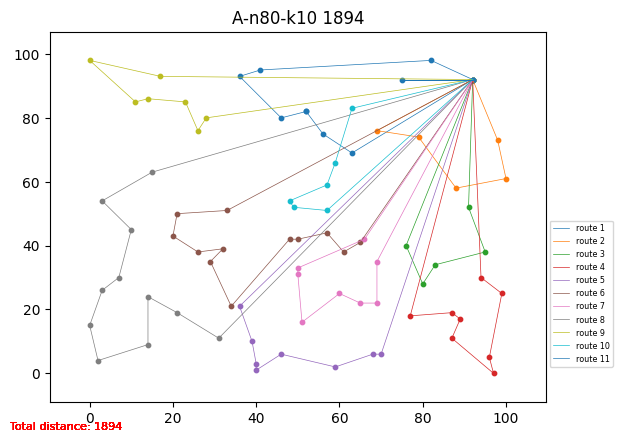 A-n80-k10 1894
100
80
60
40
20
0
0
20
40
60
80
100
route 1
route 2
route 3
route 4
route 5
route 6
route 7
route 8
route 9
route 10
route 11
Total distance: 1894